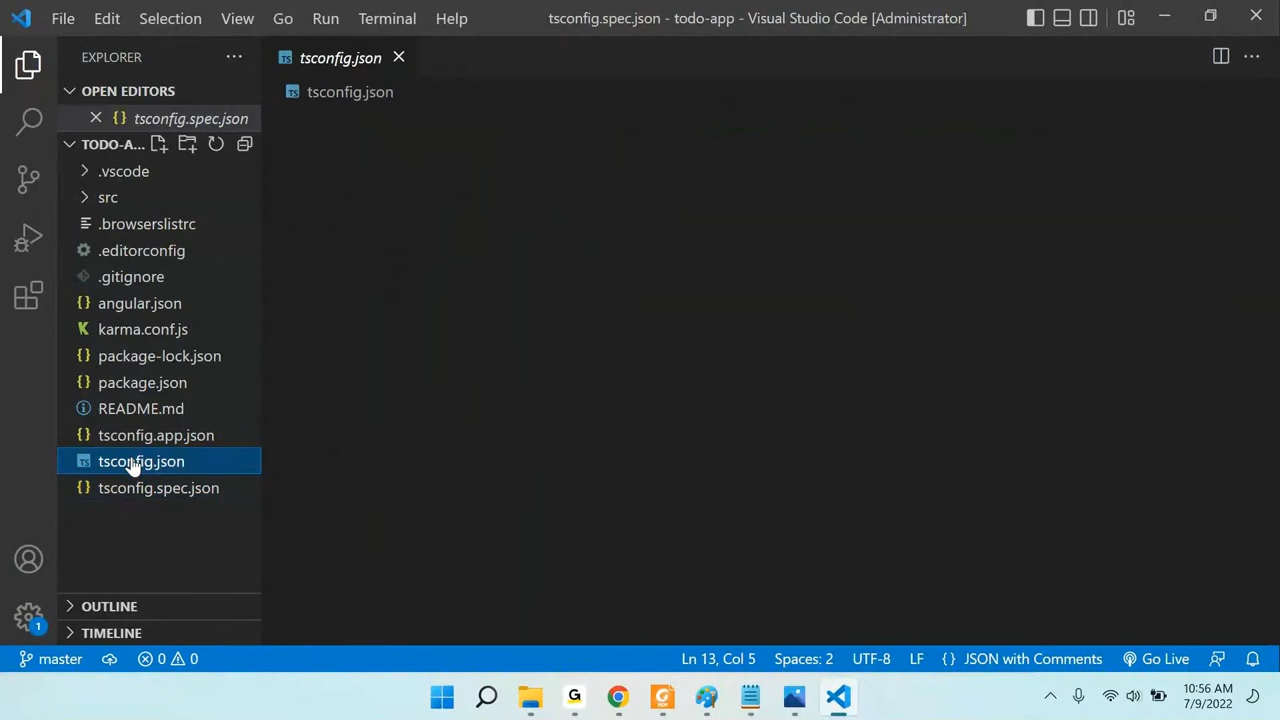 File Edit Selection View Go Run Terminal Help
tsconfig.spec.json - todo-app - Visual Studio Code [Administrator]
EXPLORER
tsconfig.json
OPEN EDITORS
tsconfig.json
tsconfig.spec.json
TODO-A...
.vscode
src
.browserslistrc
.editorconfig
.gitignore
angular.json
karma.conf.js
package-lock.json
package.json
README.md
tsconfig.app.json
tsconfig.json
tsconfig.spec.json
OUTLINE
TIMELINE
1
master
0 0
Ln 13, Col 5
Spaces: 2
UTF-8
LF
{ } JSON with Comments
Go Live
10:56 AM
7/9/2022